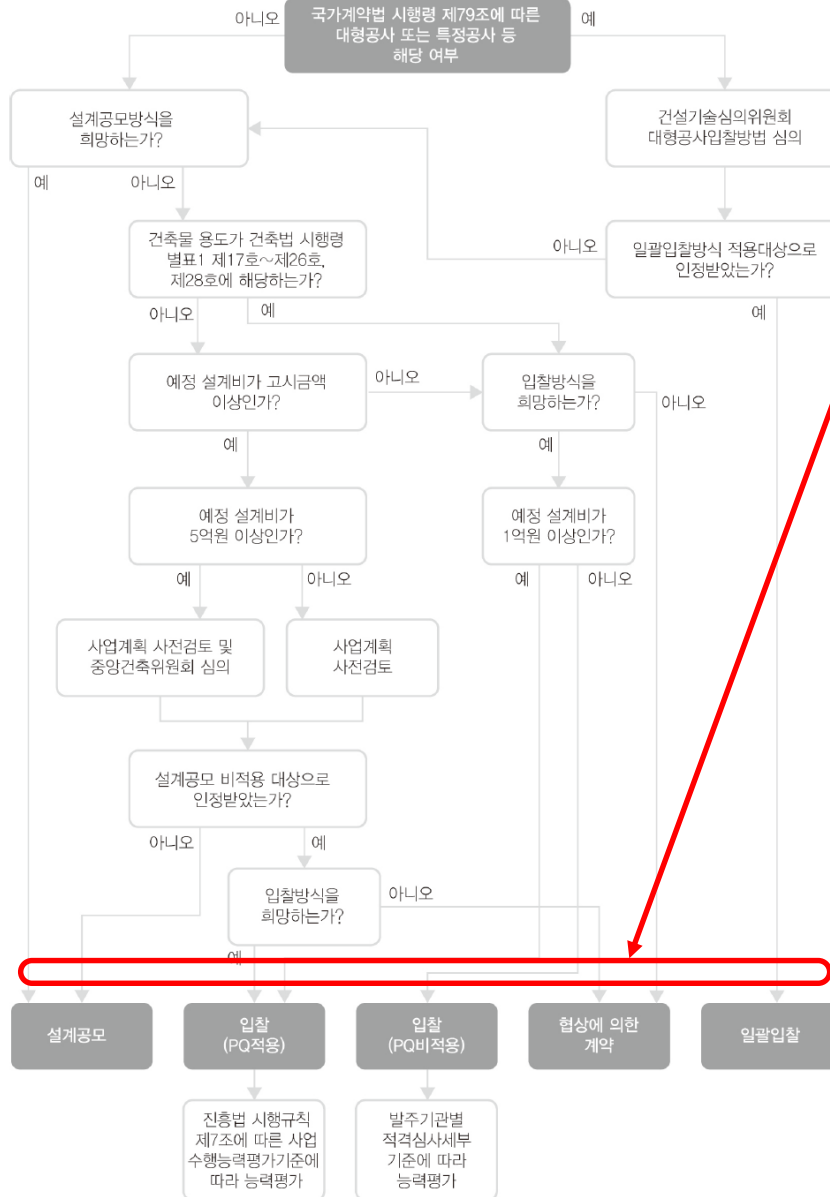 국가계약법 시행령 제79조에 따른
대형공사 또는 특정공사 등
해당 여부
아니오
예
설계공모방식을
희망하는가?
건설기술심의위원회
대형공사입찰방법 심의
예
아니오
건축물 용도가 건축법 시행령
별표1 제17호~제26호,
제28호에 해당하는가?
아니오
일괄입찰방식 적용대상으로
인정받았는가?
아니오
예
예
예정 설계비가 고시금액
이상인가?
아니오
입찰방식을
희망하는가?
아니오
예
예
예정 설계비가
5억원 이상인가?
예정 설계비가
1억원 이상인가?
예
아니오
예
아니오
사업계획 사전검토 및
중앙건축위원회 심의
사업계획
사전검토
설계공모 비적용 대상으로
인정받았는가?
아니오
예
입찰방식을
희망하는가?
아니오
예
설계공모
입찰
(PQ적용)
입찰
(PQ비적용)
협상에 의한
계약
일괄입찰
진흥법 시행규칙
제7조에 따른 사업
수행능력평가기준에
따라 능력평가
발주기관별
적격심사세부
기준에 따라
능력평가